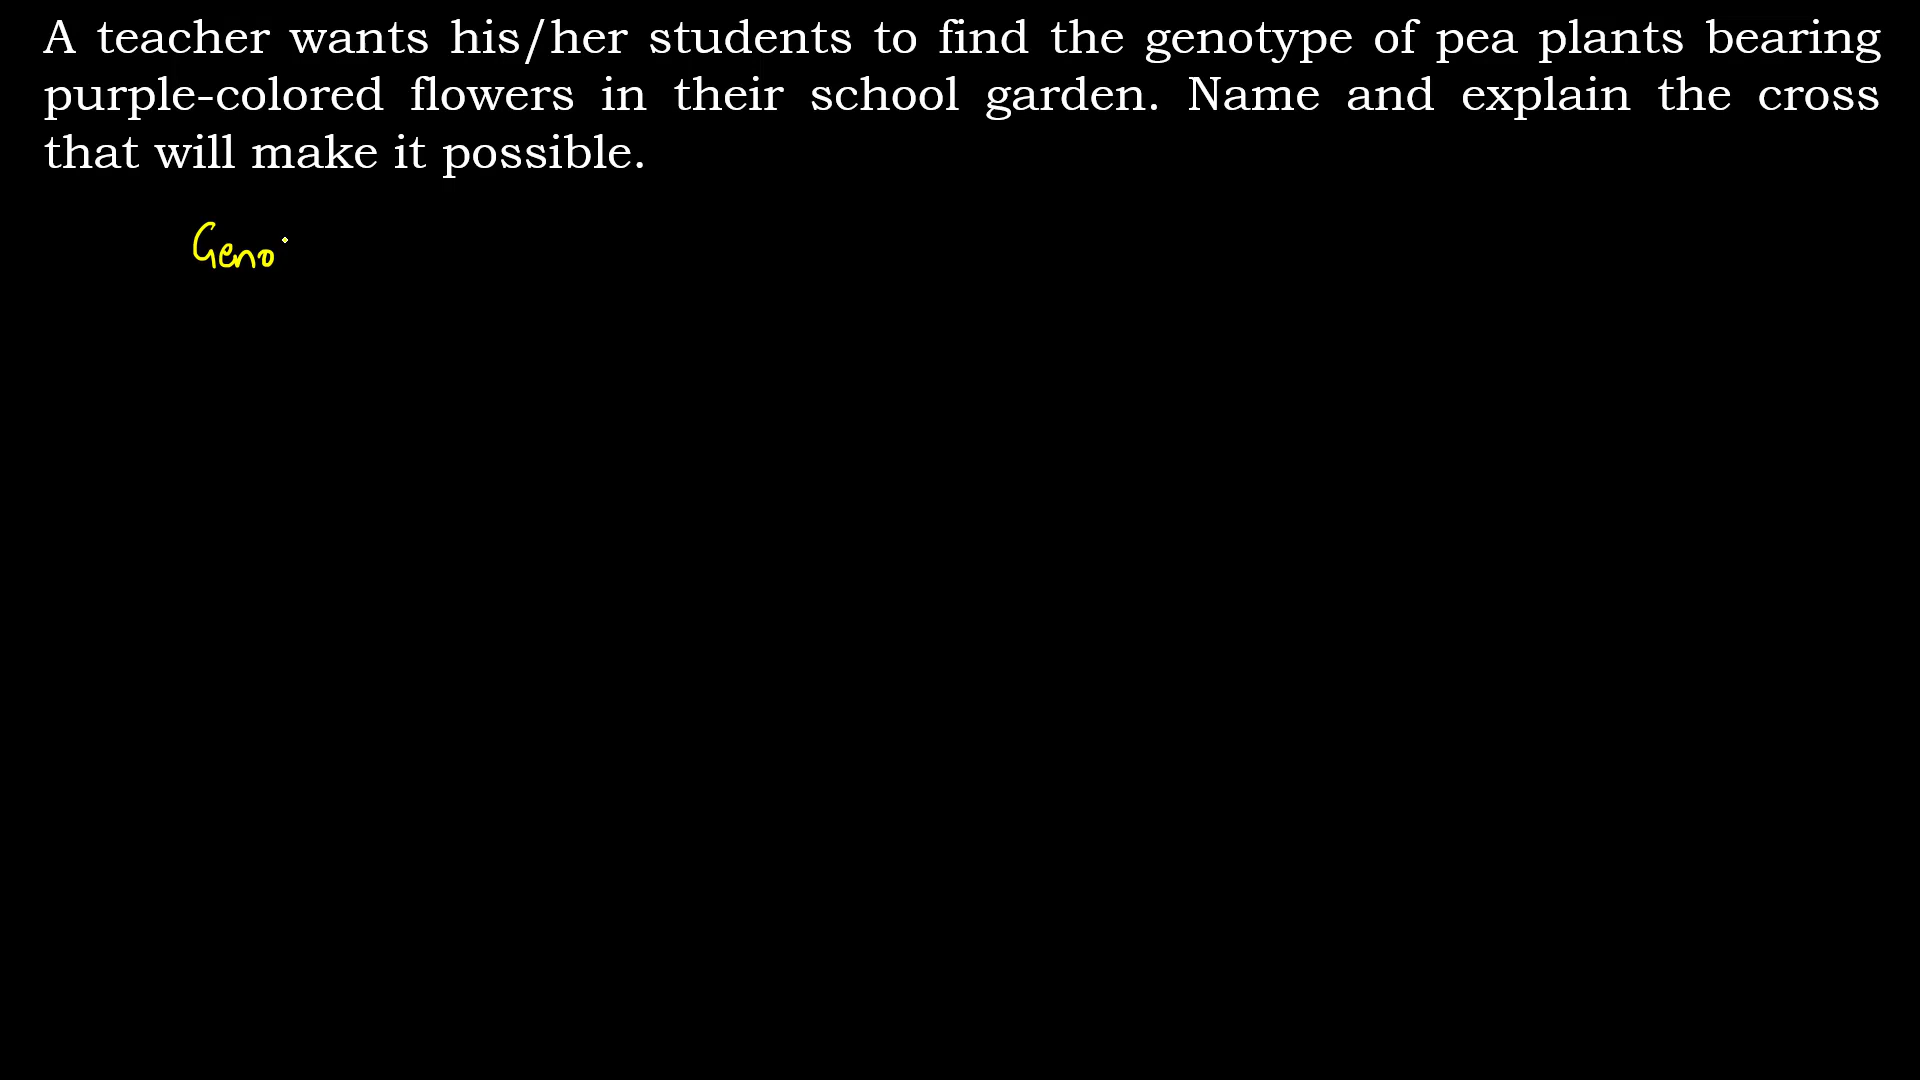 A teacher wants his/her students to find the genotype of pea plants bearing
purple-colored flowers in their school garden. Name and explain the cross
that will make it possible.
Geno